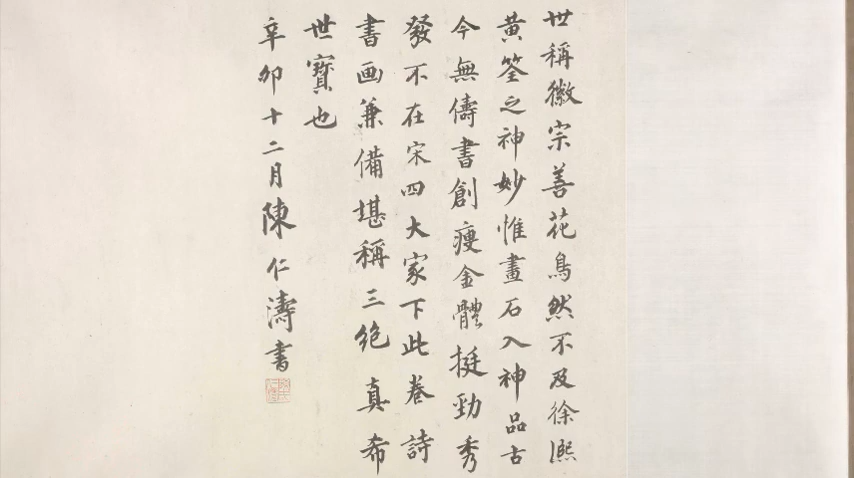 世稱徽宗善花鳥然不及徐熙
黃筌之神妙惟畫石入神品古
今無儔書創瘦金體挺勁秀
發不在宋四大家下此卷詩
書画兼備堪稱三絕真希
世寶也
辛卯十二月陳仁濤書